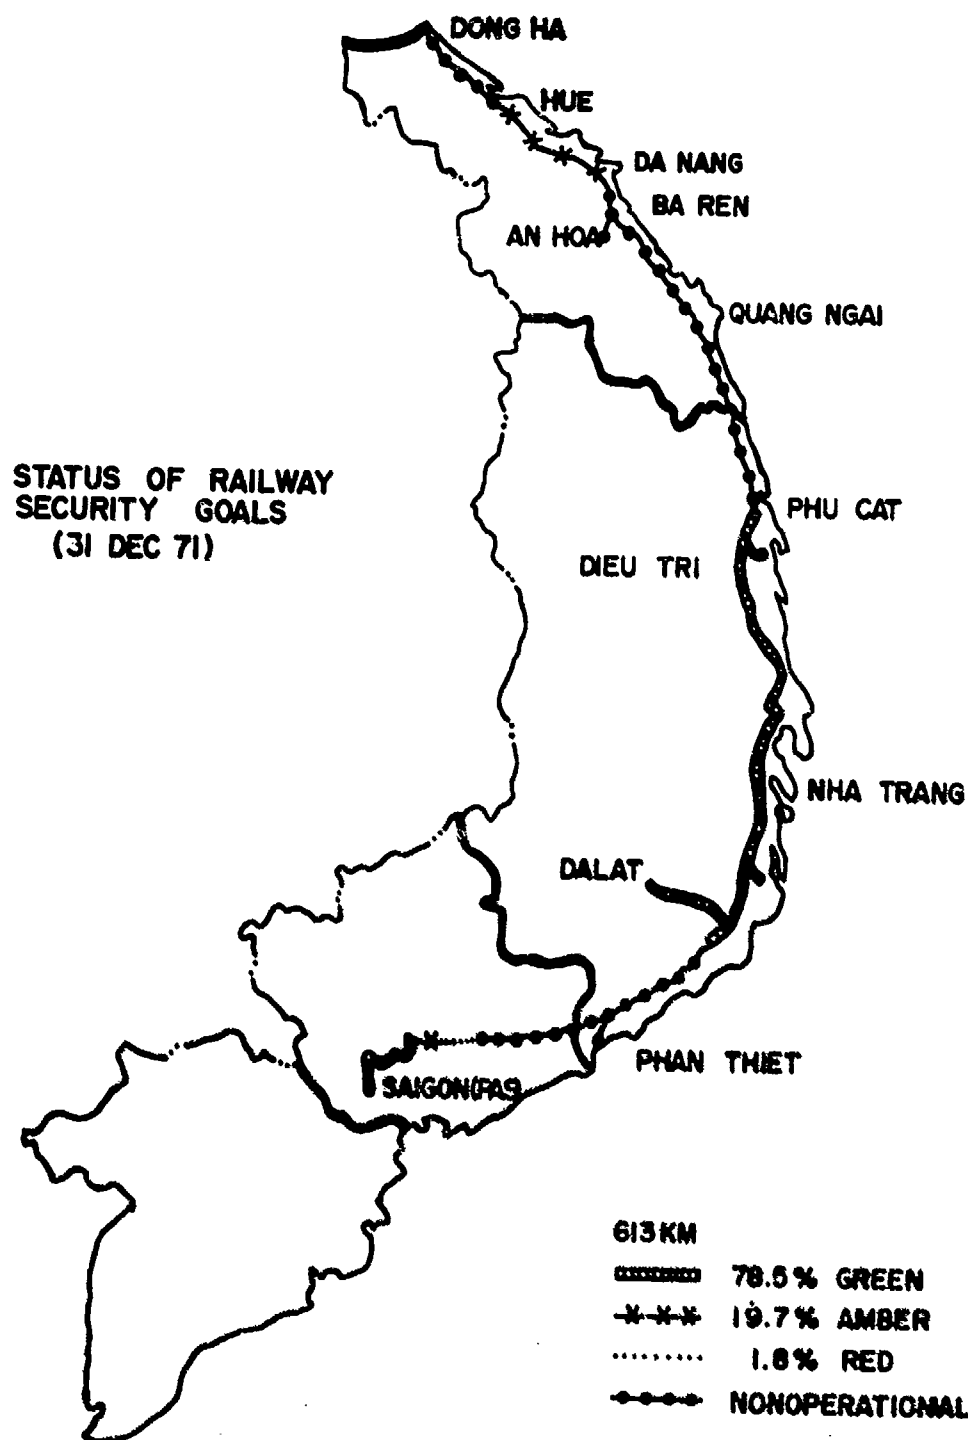 DONG HA
HUE
DA NANG
BA REN
AN HOA
QUANG NGAI
STATUS OF RAILWAY
SECURITY GOALS
(31 DEC 71)
PHU CAT
DIEU TRI
NHA TRANG
DALAT
PHAN THIET
SAIGON(PAS)
613 KM
78.5% GREEN
19.7% AMBER
1.8% RED
NONOPERATIONAL